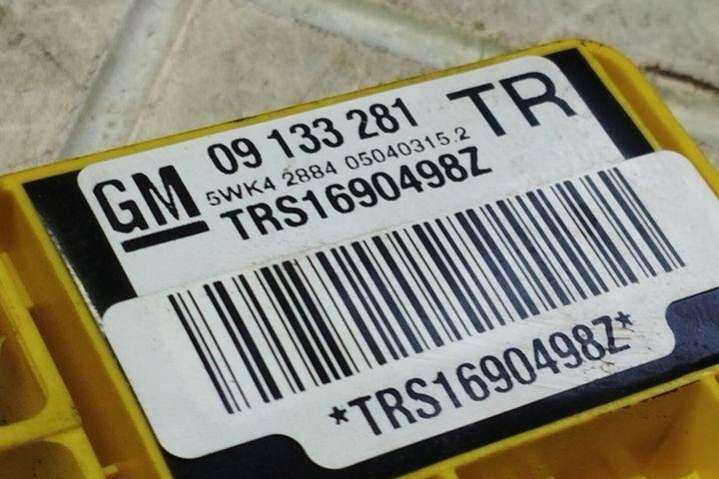 GM
09 133 281 TR
5WK4 2884 05040315.2
TRS1690498Z
*TRS1690498Z*